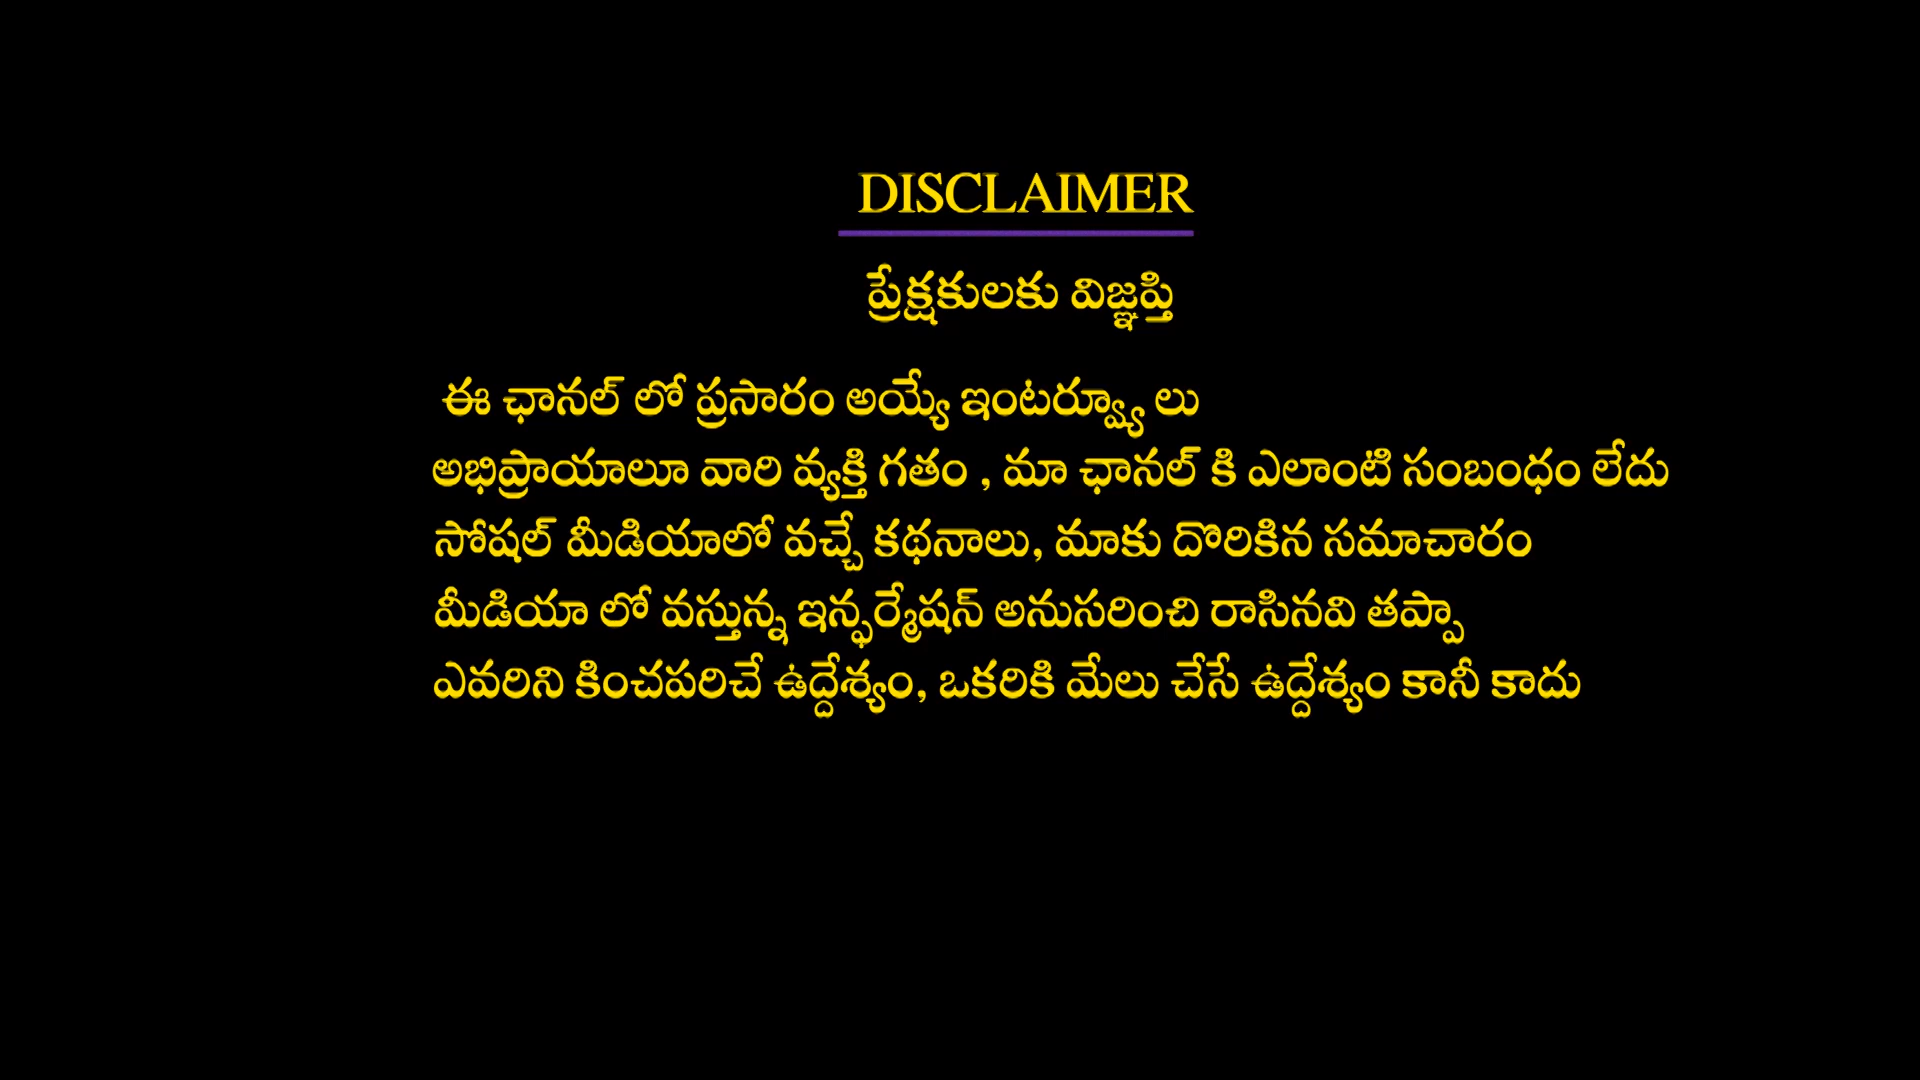 DISCLAIMER
ప్రేక్షకులకు విజ్ఞప్తి
ఈ ఛానల్ లో ప్రసారం అయ్యే ఇంటర్వ్యూ లు
అభిప్రాయాలూ వారి వ్యక్తి గతం , మా ఛానల్ కి ఎలాంటి సంబంధం లేదు
సోషల్ మీడియాలో వచ్చే కథనాలు, మాకు దొరికిన సమాచారం
మీడియా లో వస్తున్న ఇన్ఫర్మేషన్ అనుసరించి రాసినవి తప్పా
ఎవరిని కించపరిచే ఉద్దేశ్యం, ఒకరికి మేలు చేసే ఉద్దేశ్యం కానీ కాదు